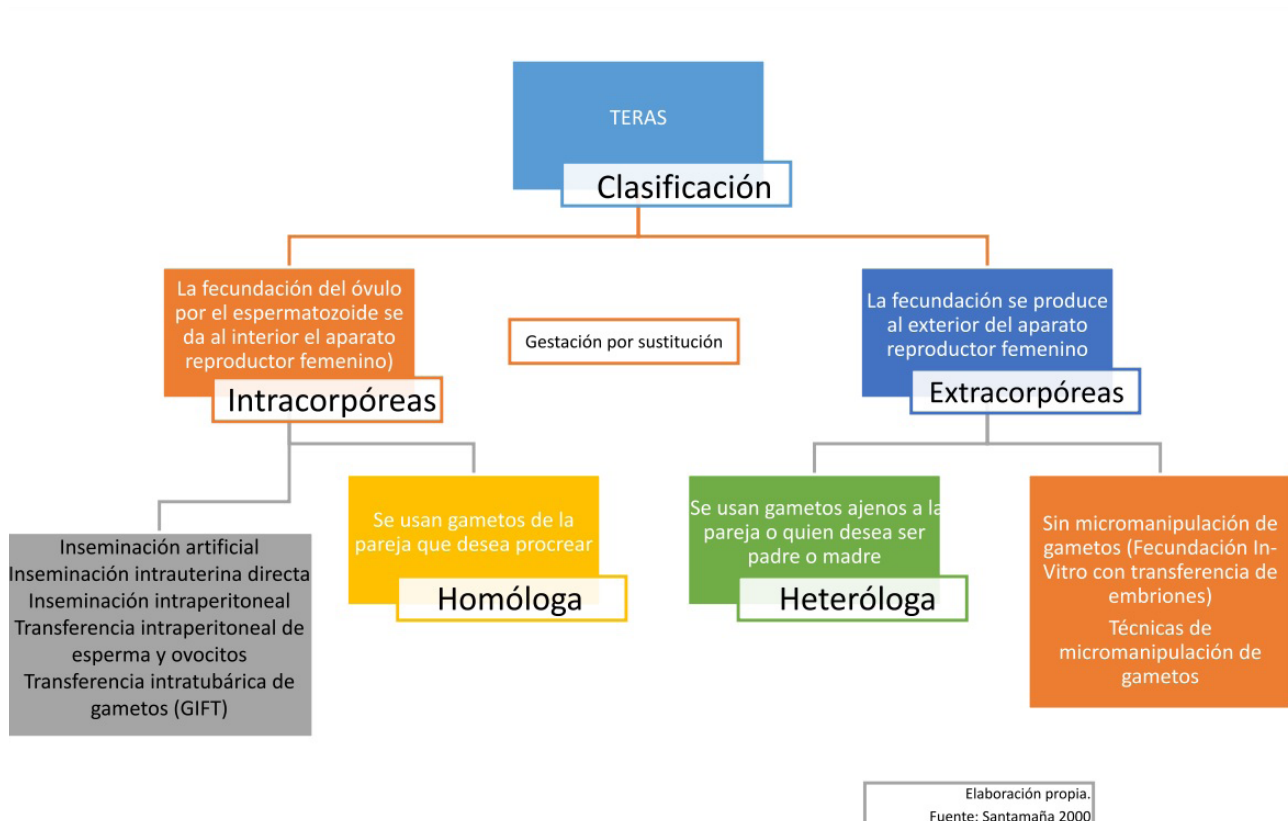 TERAS
Clasificación
La fecundación del óvulo
por el espermatozoide se
da al interior el aparato
reproductor femenino)
Intracorpóreas
Gestación por sustitución
La fecundación se produce
al exterior del aparato
reproductor femenino
Extracorpóreas
Inseminación artificial
Inseminación intrauterina directa
Inseminación intraperitoneal
Transferencia intraperitoneal de
esperma y ovocitos
Transferencia intratubárica de
gametos (GIFT)
Se usan gametos de la
pareja que desea procrear
Homóloga
Se usan gametos ajenos a la
pareja o quien desea ser
padre o madre
Heteróloga
Sin micromanipulación de
gametos (Fecundación In-
Vitro con transferencia de
embriones)
Técnicas de
micromanipulación de
gametos
Elaboración propia.
Fuente: Santamaña 2000